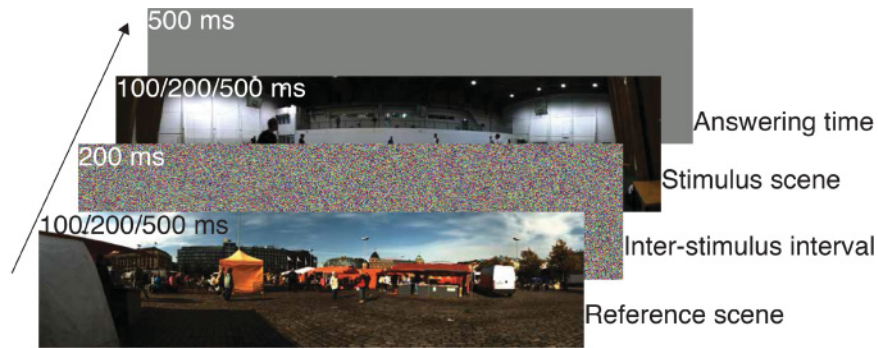 500 ms
100/200/500 ms
Answering time
200 ms
Stimulus scene
100/200/500 ms
Inter-stimulus interval
Reference scene